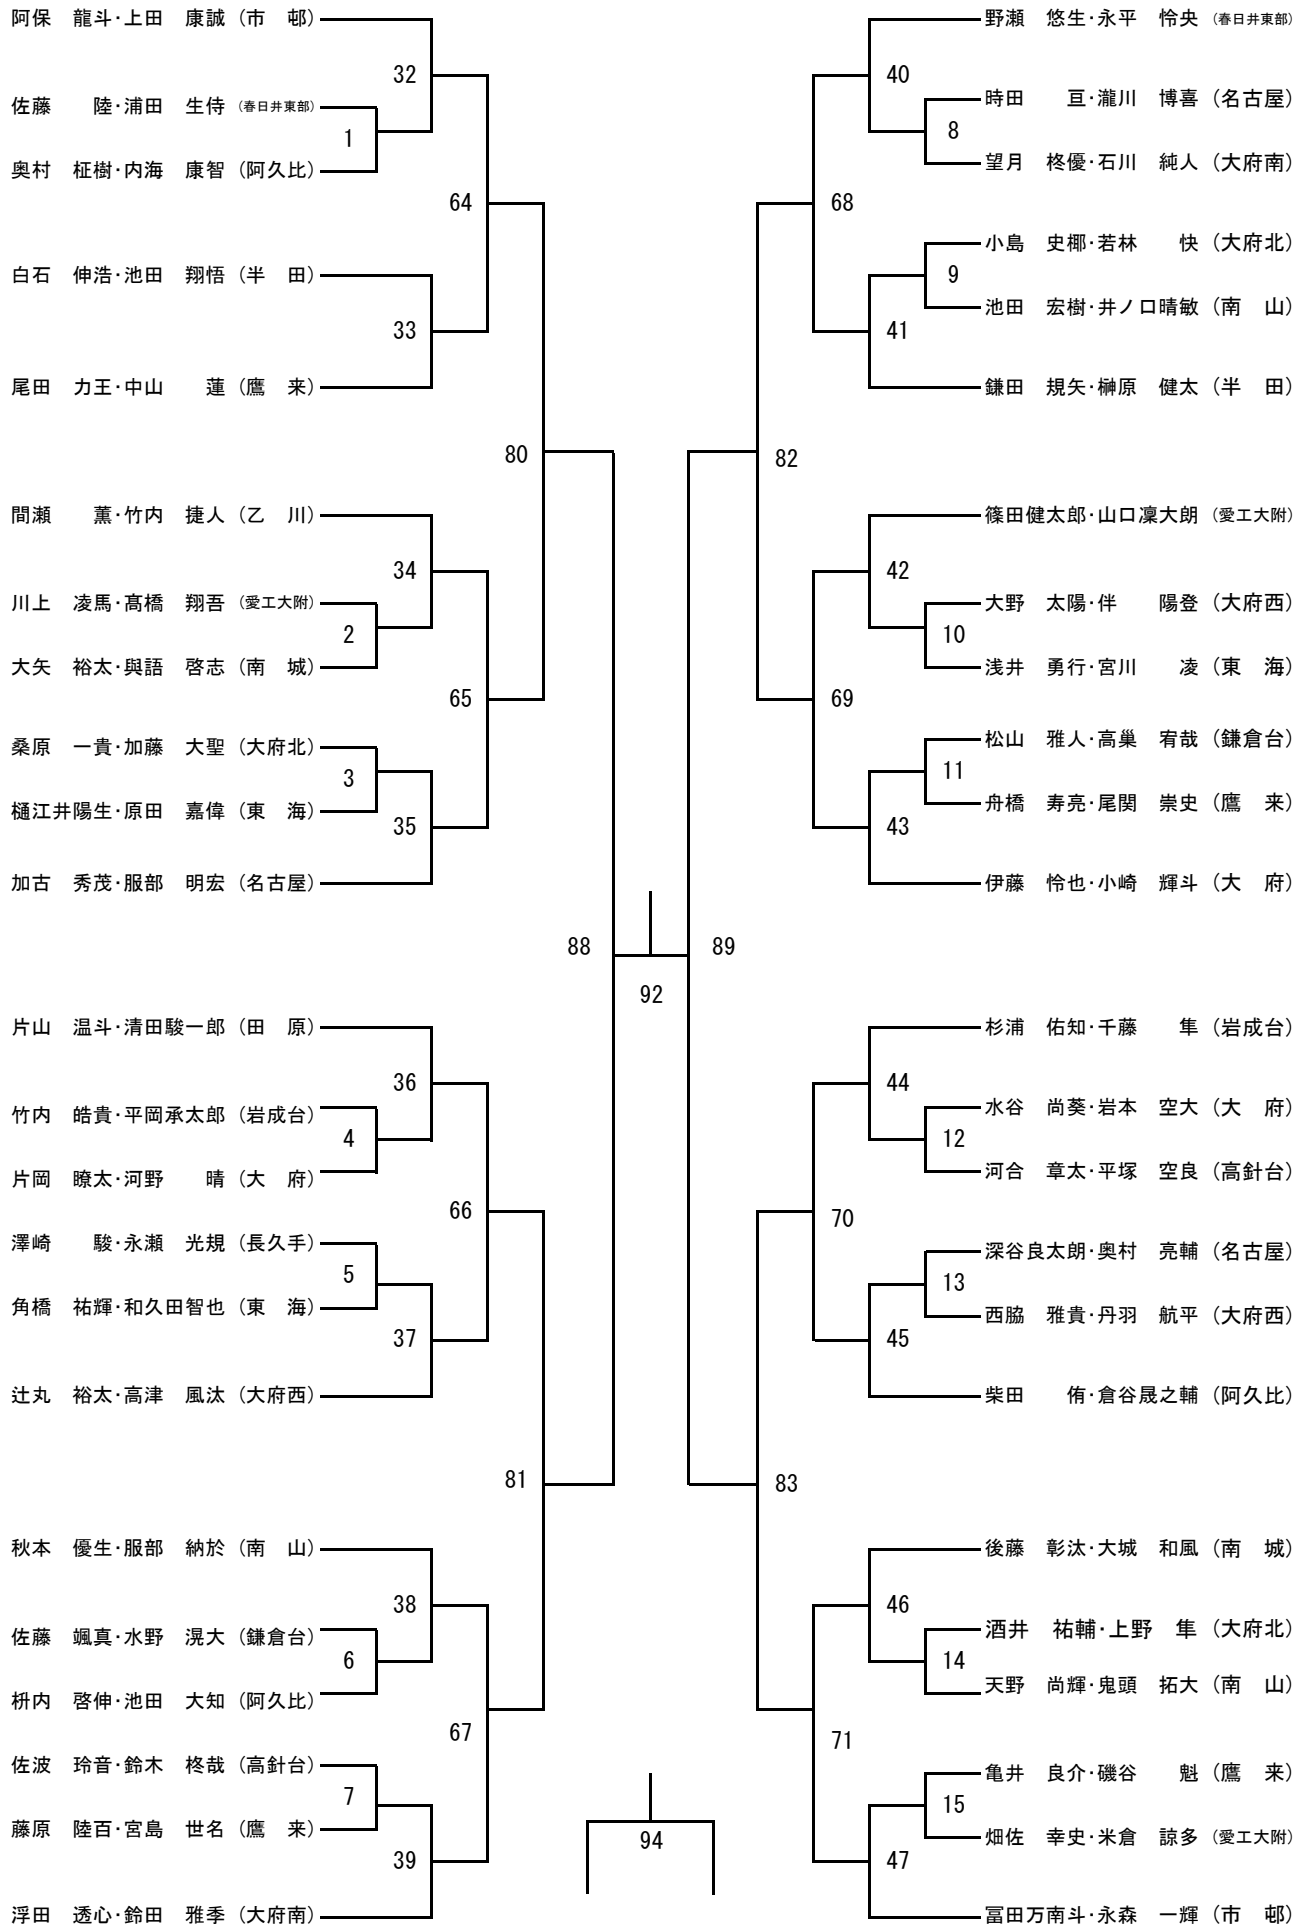 阿保　龍斗・上田　康誠（市　邨）
32
佐藤　　陸・浦田　生侍（春日井東部）
1
奥村　柾樹・内海　康智（阿久比）
64
白石　伸浩・池田　翔悟（半　田）
33
尾田　力王・中山　　蓮（鷹　来）
80
間瀬　　薫・竹内　捷人（乙　川）
34
川上　凌馬・髙橋　翔吾（愛工大附）
2
大矢　裕太・與語　啓志（南　城）
65
桑原　一貴・加藤　大聖（大府北）
3
樋江井陽生・原田　嘉偉（東　海）
35
加古　秀茂・服部　明宏（名古屋）
88
片山　温斗・清田駿一郎（田　原）
36
竹内　皓貴・平岡承太郎（岩成台）
4
片岡　瞭太・河野　　晴（大　府）
66
澤崎　　駿・永瀬　光規（長久手）
5
角橋　祐輝・和久田智也（東　海）
37
辻丸　裕太・高津　風汰（大府西）
81
秋本　優生・服部　納於（南　山）
38
佐藤　颯真・水野　滉大（鎌倉台）
6
枡内　啓伸・池田　大知（阿久比）
67
佐波　玲音・鈴木　柊哉（高針台）
7
藤原　陸百・宮島　世名（鷹　来）
39
浮田　透心・鈴田　雅季（大府南）
92
94
野瀬　悠生・永平　怜央（春日井東部）
40
時田　　亘・瀧川　博喜（名古屋）
8
望月　柊優・石川　純人（大府南）
68
小島　史椰・若林　　快（大府北）
9
池田　宏樹・井ノ口晴敏（南　山）
41
鎌田　規矢・榊原　健太（半　田）
82
篠田健太郎・山口凜大朗（愛工大附）
42
大野　太陽・伴　　陽登（大府西）
10
浅井　勇行・宮川　　凌（東　海）
69
松山　雅人・高巣　宥哉（鎌倉台）
11
舟橋　寿亮・尾関　崇史（鷹　来）
43
伊藤　怜也・小崎　輝斗（大　府）
89
杉浦　佑知・千藤　　隼（岩成台）
44
水谷　尚葵・岩本　空大（大　府）
12
河合　章太・平塚　空良（高針台）
70
深谷良太朗・奥村　亮輔（名古屋）
13
西脇　雅貴・丹羽　航平（大府西）
45
柴田　　侑・倉谷晟之輔（阿久比）
83
後藤　彰汰・大城　和風（南　城）
46
酒井　祐輔・上野　隼（大府北）
14
天野　尚輝・鬼頭　拓大（南　山）
71
亀井　良介・磯谷　　魁（鷹　来）
15
畑佐　幸史・米倉　諒多（愛工大附）
47
冨田万南斗・永森　一輝（市　邨）